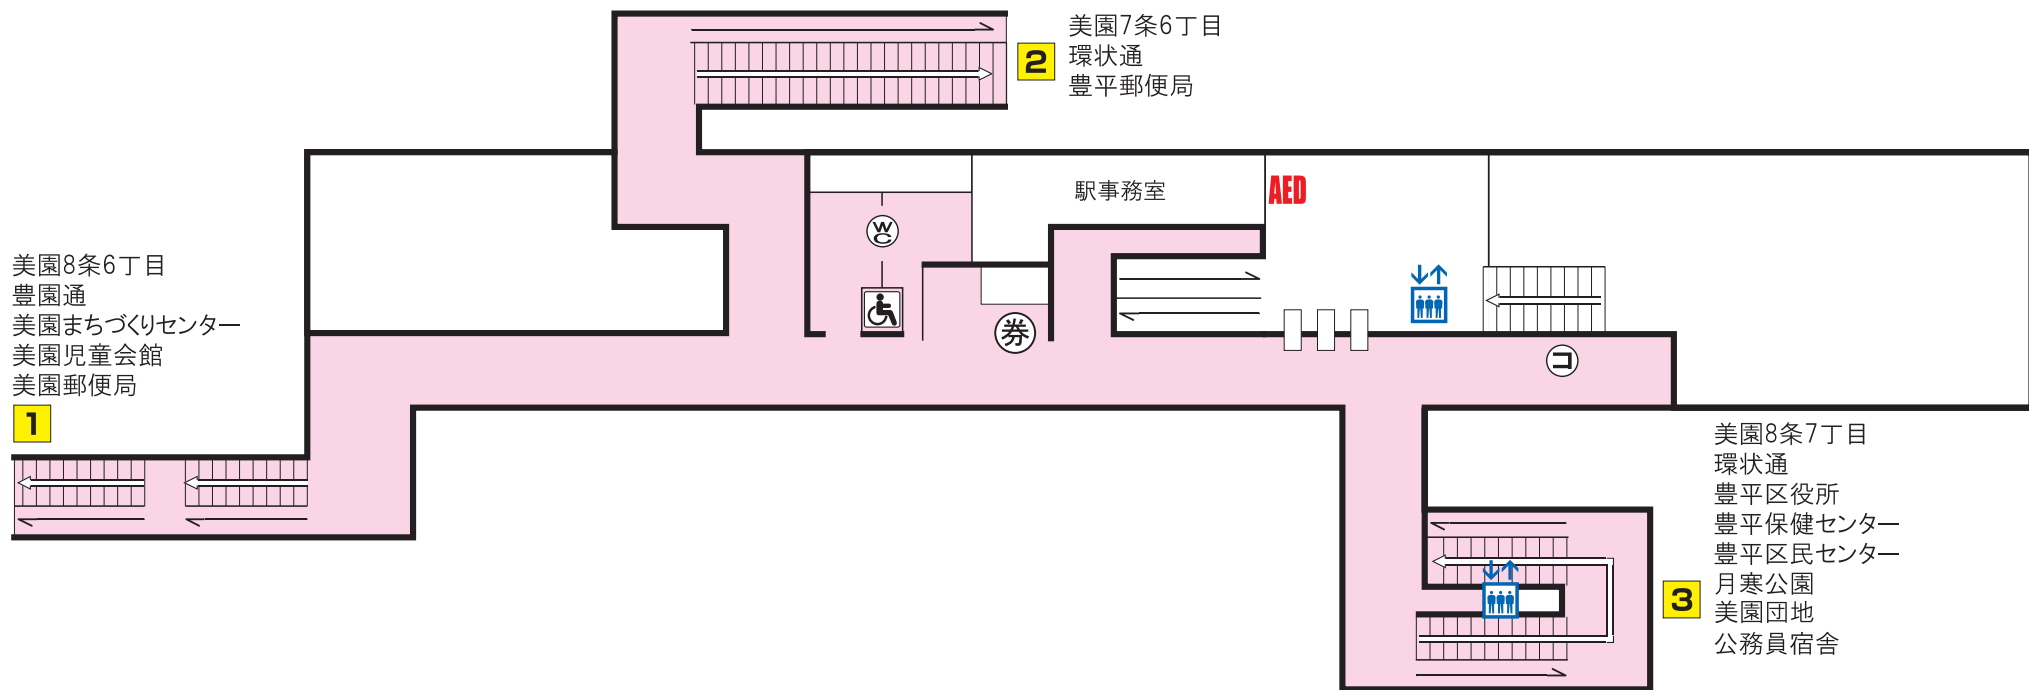 美園7条6丁目
2
環状通
豊平郵便局
駅事務室
AED
WC
券
コ
美園8条6丁目
豊園通
美園まちづくりセンター
美園児童会館
美園郵便局
1
美園8条7丁目
環状通
豊平区役所
豊平保健センター
豊平区民センター
月寒公園
3
美園団地
公務員宿舎